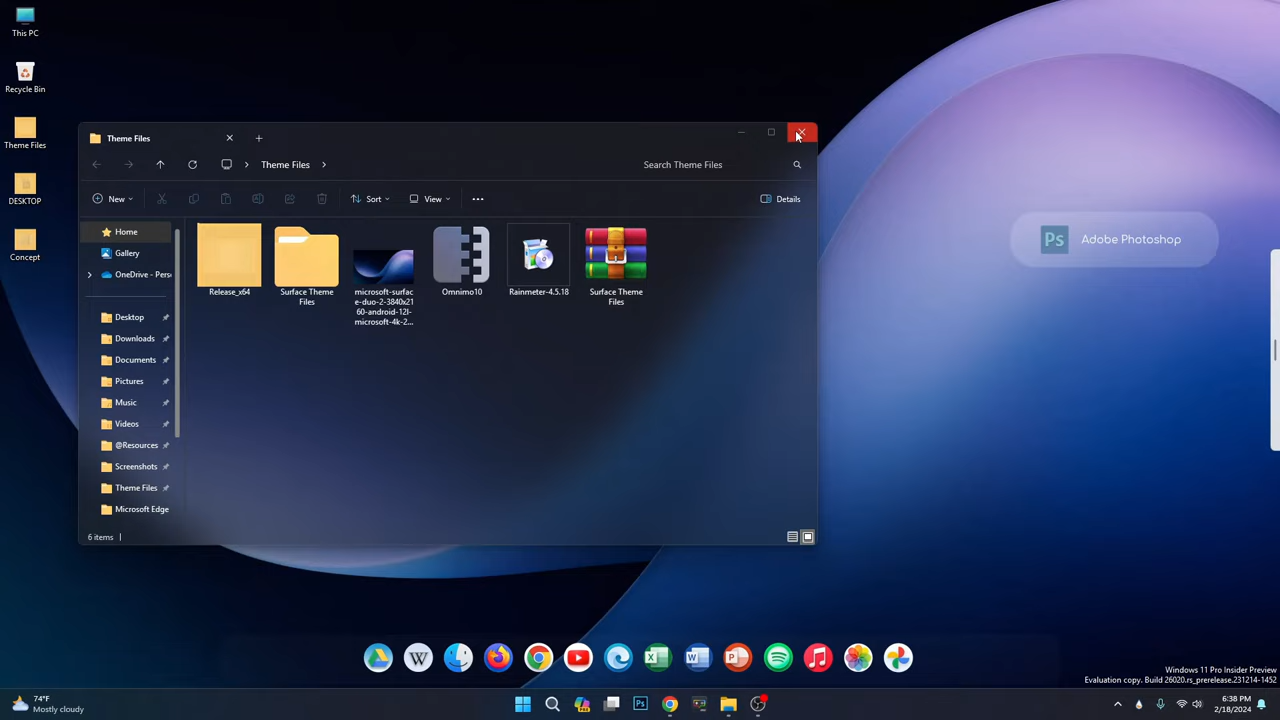 This PC
Recycle Bin
Theme Files
DESKTOP
Concept
Theme Files
Theme Files
Search Theme Files
New
Sort
View
Details
Home
Gallery
OneDrive - Pers
Desktop
Downloads
Documents
Pictures
Music
Videos
@Resources
Screenshots
Theme Files
Microsoft Edge
Release_x64
Surface Theme
Files
microsoft-surfac
e-duo-2-3840x21
60-android-12l-
microsoft-4k-2...
Omnimo10
Rainmeter-4.5.18
Surface Theme
Files
6 items
Ps
Adobe Photoshop
W
X
W
P
Windows 11 Pro Insider Preview
Evaluation copy. Build 26020.rs_prerelease.231214-1452
74°F
Mostly cloudy
Ps
6:38 PM
2/18/2024